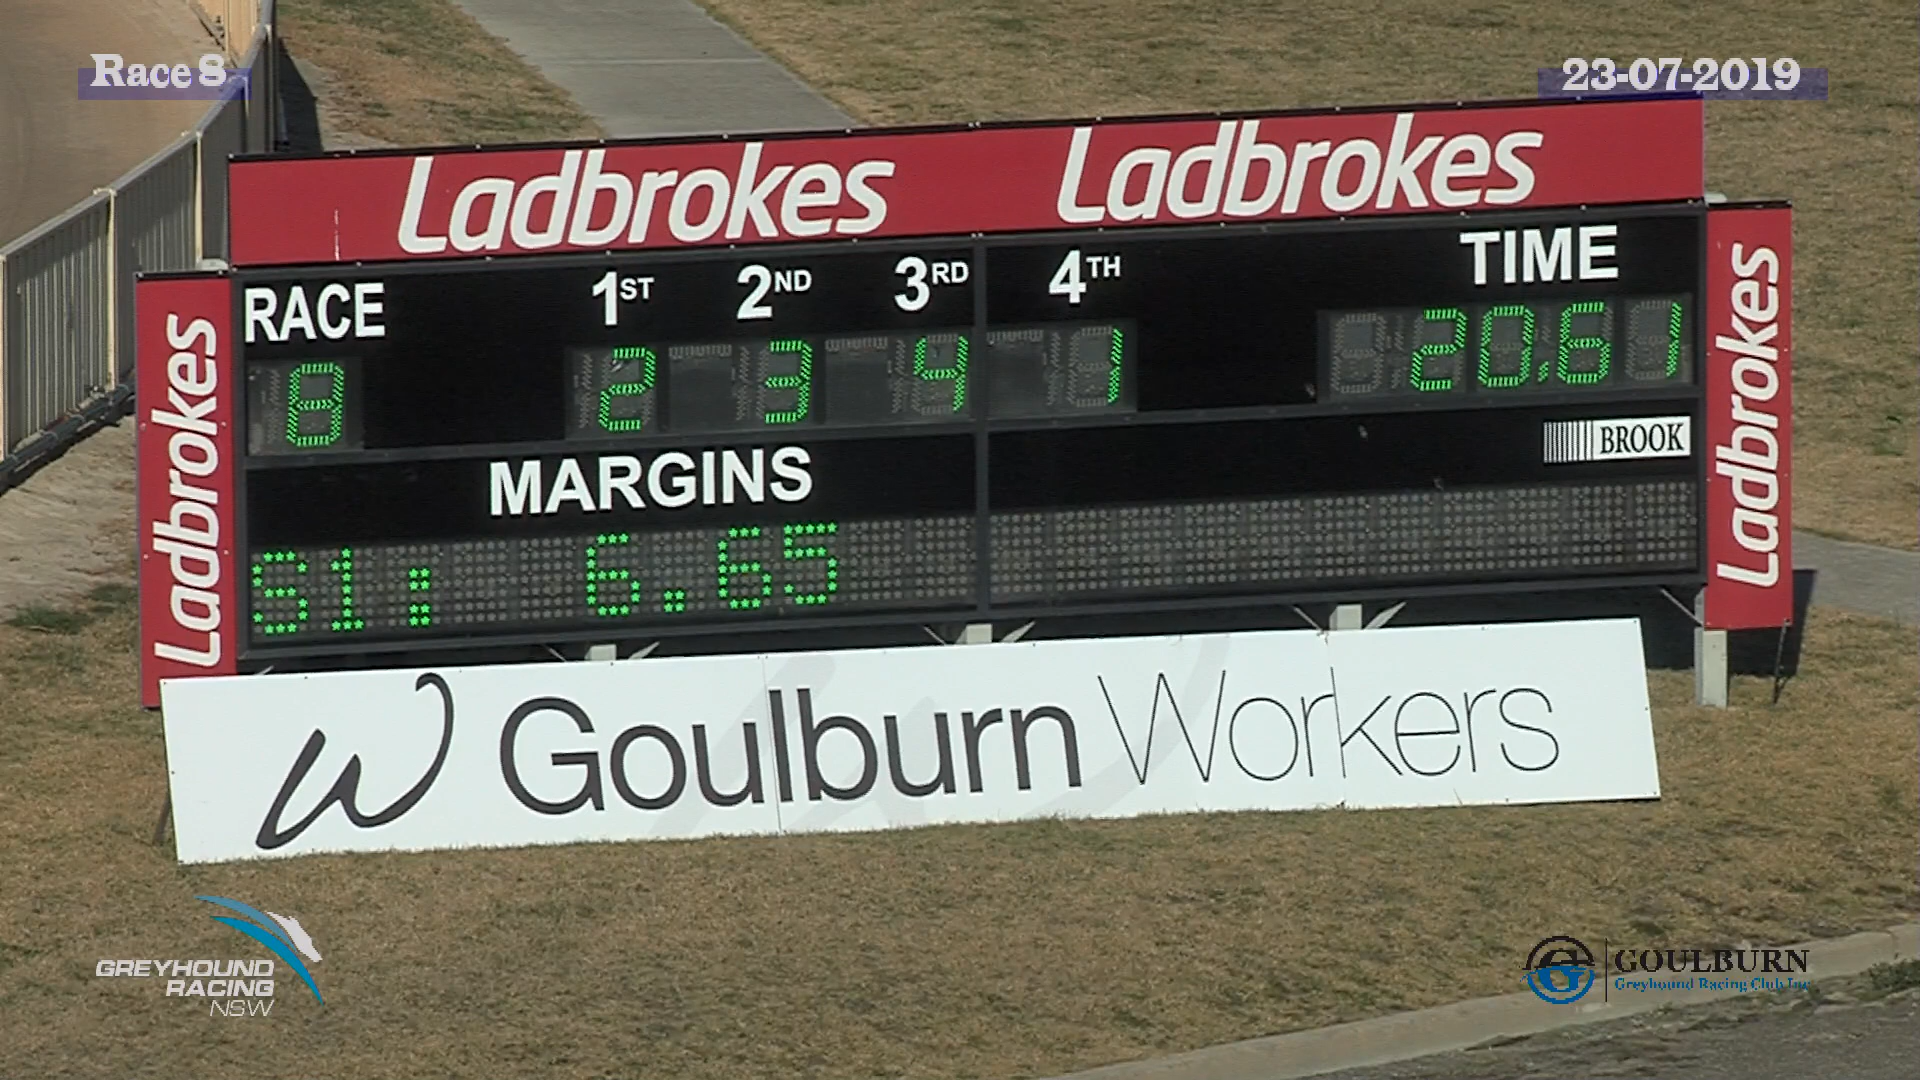 Race 8
23-07-2019
Ladbrokes Ladbrokes
RACE 1ST 2ND 3RD 4TH TIME
8 2 3 4 1 20.61
BROOK
MARGINS
S1: 6.65
Ladbrokes
Ladbrokes
W Goulburn Workers
GREYHOUND
RACING
NSW
GOULBURN
Greyhound Racing Club Inc